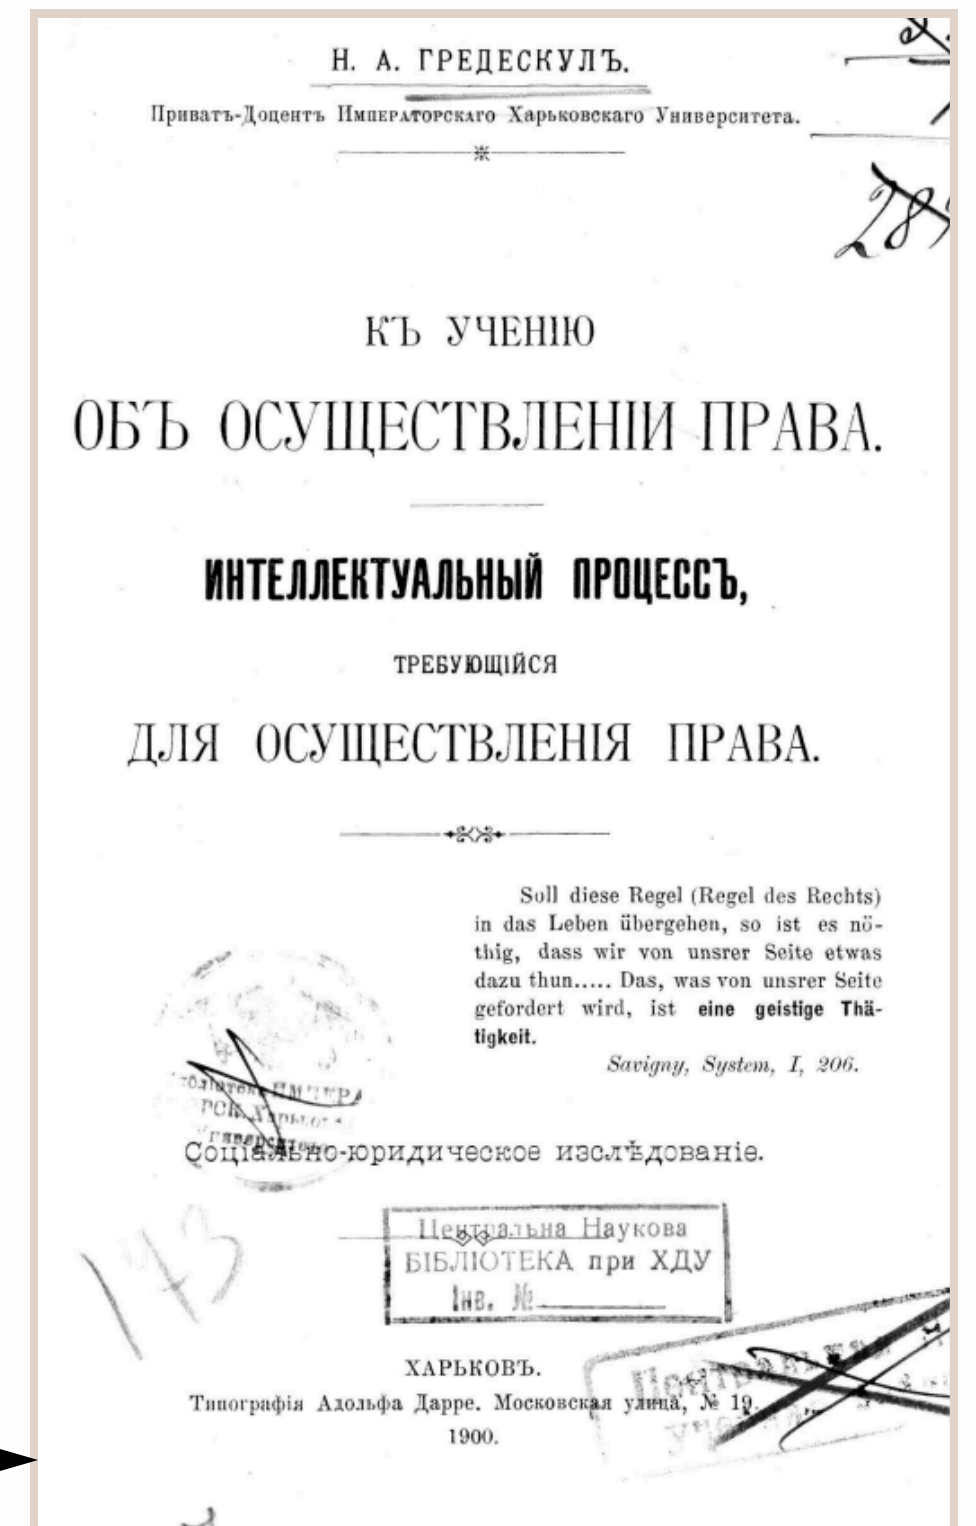 Н. А. ГРЕДЕСКУЛЪ.
Приватъ-Доцентъ Императорскаго Харьковскаго Университета.
284
КЪ УЧЕНІЮ
ОБЪ ОСУЩЕСТВЛЕНІИ ПРАВА.
ИНТЕЛЛЕКТУАЛЬНЫЙ ПРОЦЕССЪ,
ТРЕБУЮЩІЙСЯ
ДЛЯ ОСУЩЕСТВЛЕНІЯ ПРАВА.
Soll diese Regel (Regel des Rechts)
in das Leben übergehen, so ist es nö-
thig, dass wir von unsrer Seite etwas
dazu thun..... Das, was von unsrer Seite
gefordert wird, ist eine geistige Thä-
tigkeit.
Savigny, System, I, 206.
Соціально-юридическое изслѣдованіе.
143
Центральна Наукова
БІБЛІОТЕКА при ХДУ
Інв. №
ХАРЬКОВЪ.
Типографія Адольфа Дарре. Московская улица, № 19.
1900.